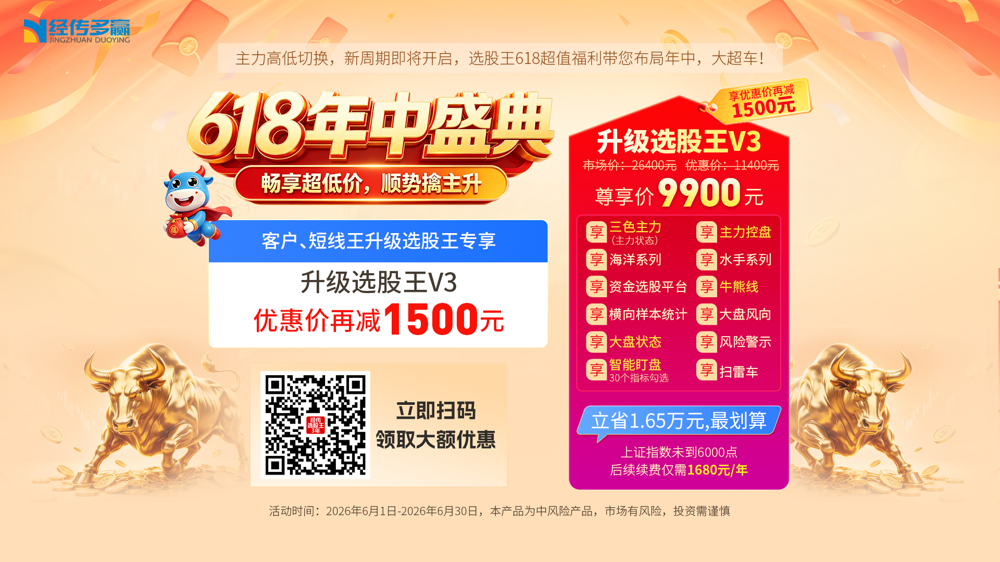 经传多赢
JINGZHUAN DUOYING
主力高低切换，新周期即将开启，选股王618超值福利带您布局年中，大超车！
618年中盛典
畅享超低价，顺势擒主升
福
客户、短线王升级选股王专享
升级选股王V3
优惠价再减1500元
经传
选股王
3年
立即扫码
领取大额优惠
享优惠价再减
1500元
升级选股王V3
市场价：26400元 优惠价：11400元
尊享价9900元
享 三色主力
（主力状态）
享 主力控盘
享 海洋系列
享 水手系列
享 资金选股平台
享 牛熊线
享 横向样本统计
享 大盘风向
享 大盘状态
享 风险警示
享 智能盯盘
30个指标勾选
享 扫雷车
立省1.65万元,最划算
上证指数未到6000点
后续续费仅需1680元/年
活动时间：2026年6月1日-2026年6月30日，本产品为中风险产品，市场有风险，投资需谨慎